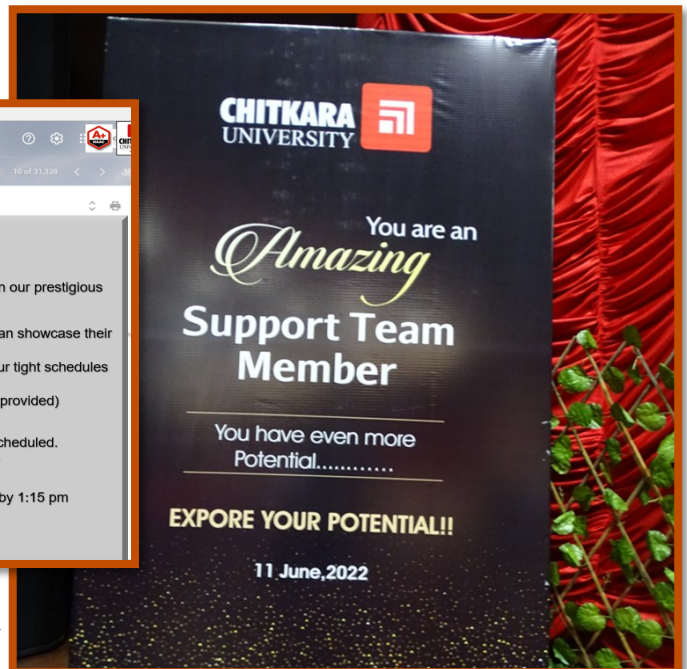 CHITKARA
UNIVERSITY
You are an
Amazing
Support Team
Member
You have even more
Potential............
EXPORE YOUR POTENTIAL!!
11 June,2022
A+
10 of 31,338
n our prestigious
an showcase their
ur tight schedules
provided)
cheduled.
by 1:15 pm